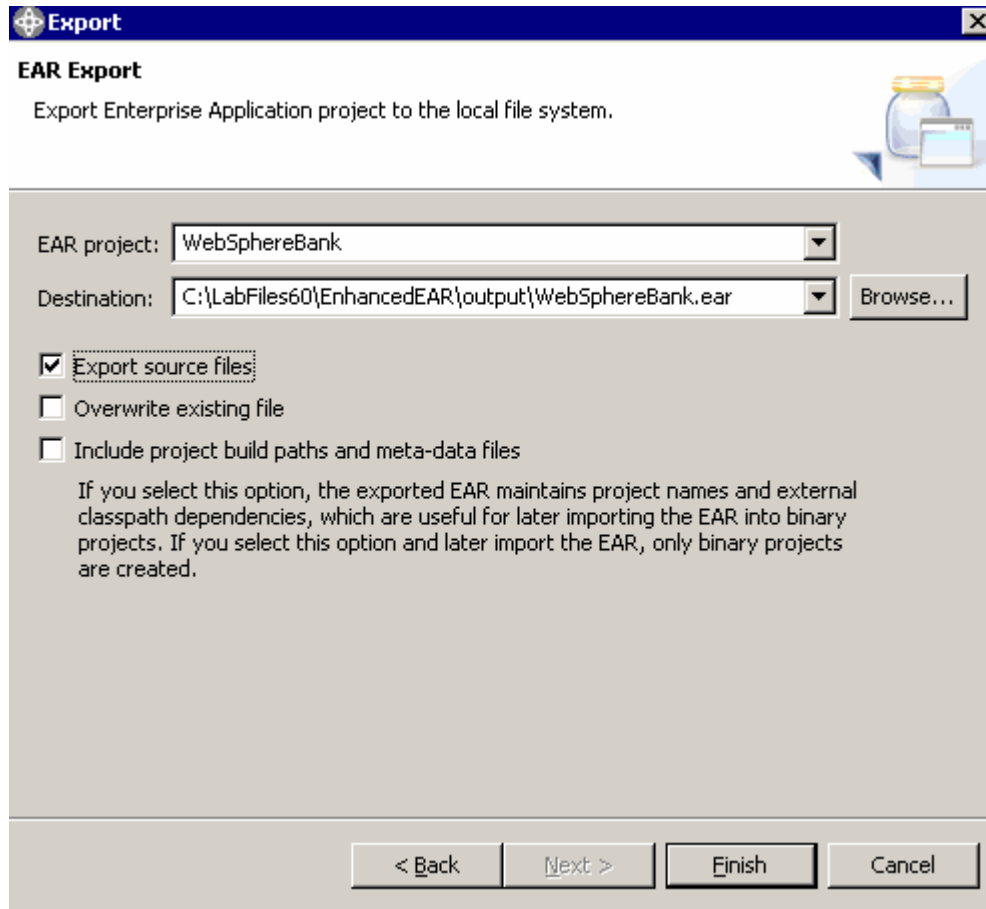 Export
EAR Export
Export Enterprise Application project to the local file system.
EAR project: WebSphereBank
Destination: C:\LabFiles60\EnhancedEAR\output\WebSphereBank.ear Browse...
Export source files
Overwrite existing file
Include project build paths and meta-data files
If you select this option, the exported EAR maintains project names and external
classpath dependencies, which are useful for later importing the EAR into binary
projects. If you select this option and later import the EAR, only binary projects
are created.
< Back Next > Finish Cancel